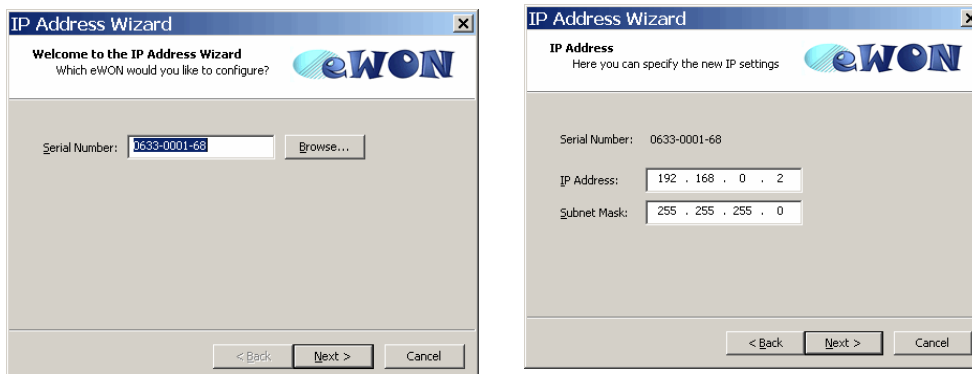 IP Address Wizard
Welcome to the IP Address Wizard
Which eWON would you like to configure?
eWON
Serial Number: 0633-0001-68 Browse...
< Back Next > Cancel
IP Address Wizard
IP Address
Here you can specify the new IP settings
eWON
Serial Number: 0633-0001-68
IP Address: 192 . 168 . 0 . 2
Subnet Mask: 255 . 255 . 255 . 0
< Back Next > Cancel